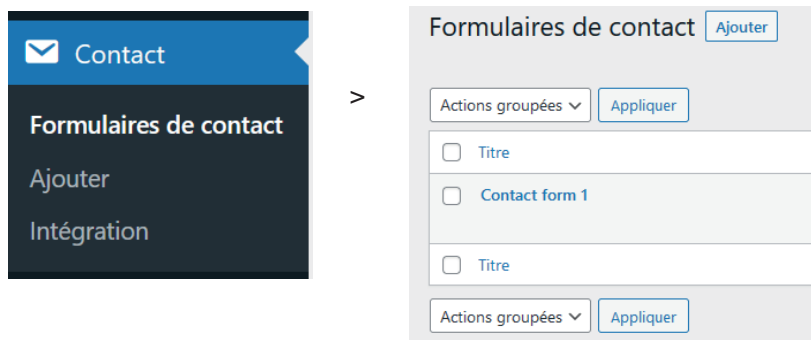 Contact
Formulaires de contact
Ajouter
Intégration
>
Formulaires de contact Ajouter
Actions groupées Appliquer
Titre
Contact form 1
Titre
Actions groupées Appliquer